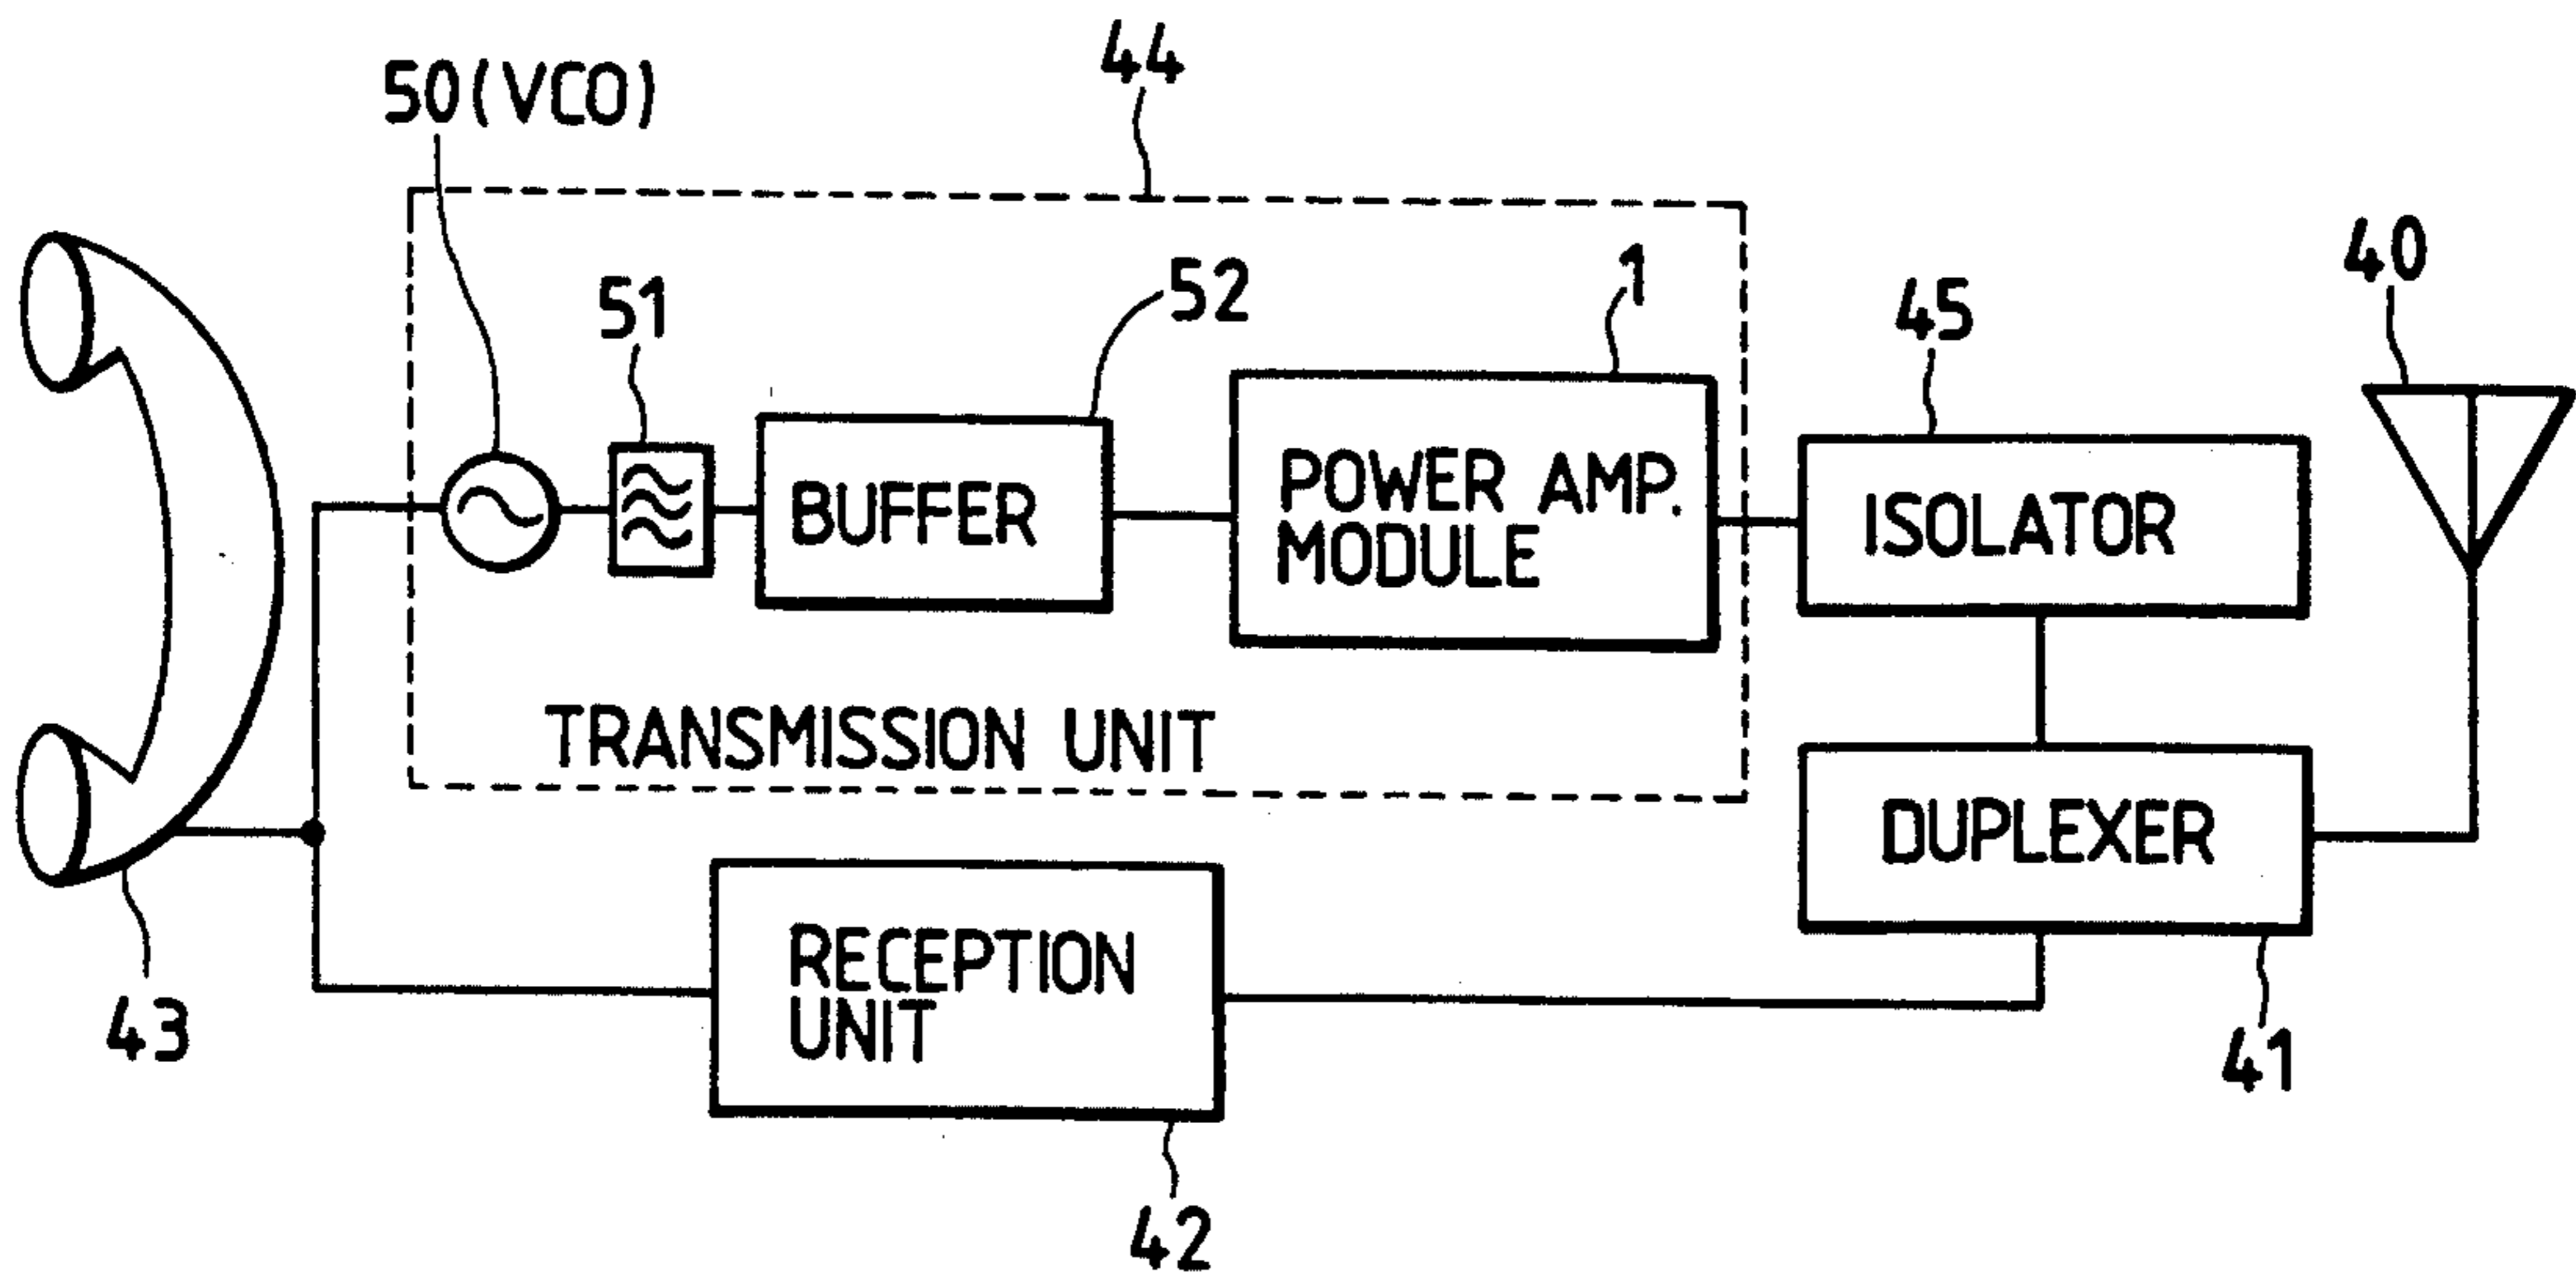 44
50(VCO)
40
1
52
51
45
POWER AMP.
MODULE
BUFFER
ISOLATOR
TRANSMISSION UNIT
DUPLEXER
RECEPTION
UNIT
43
41
42